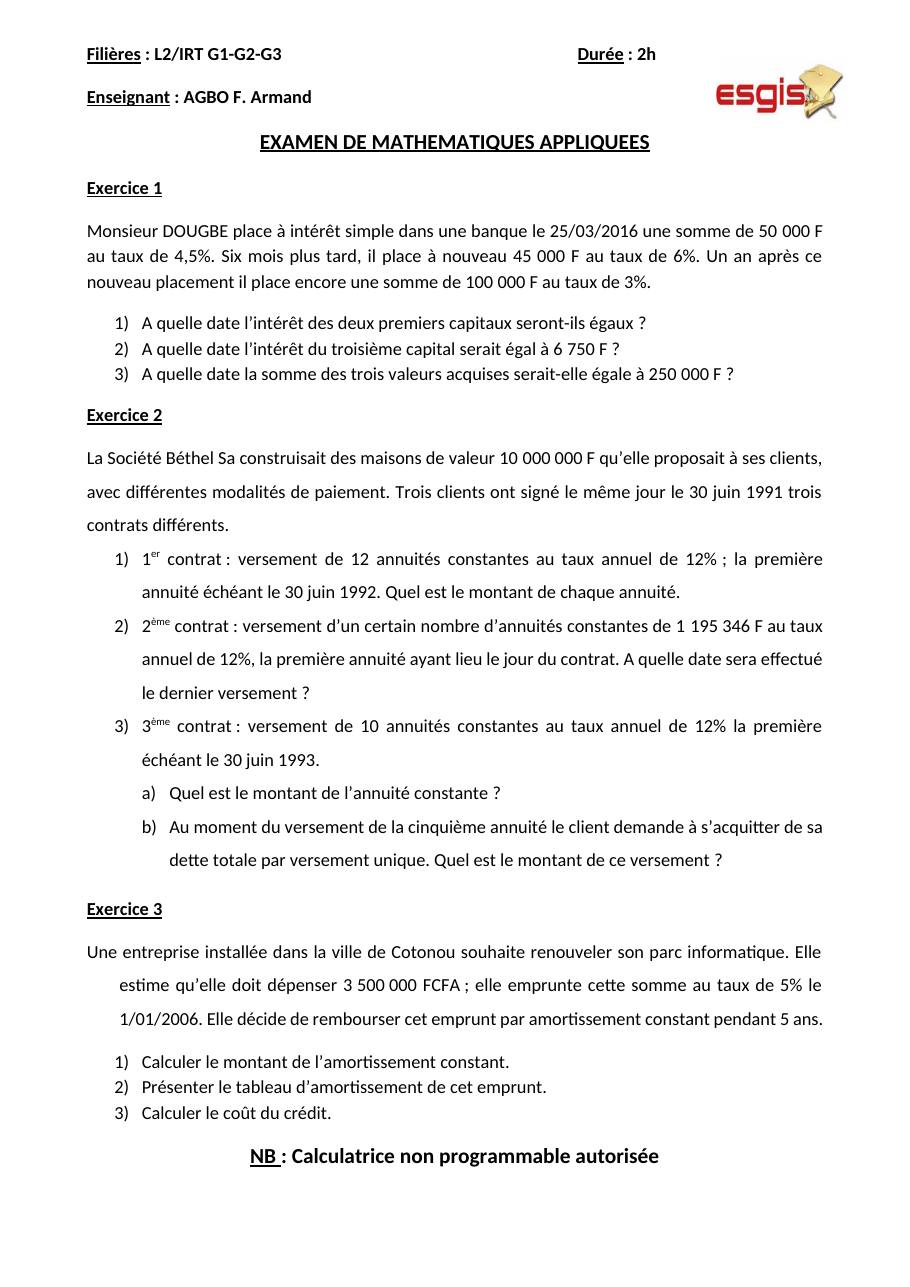 Filières : L2/IRT G1-G2-G3 Durée : 2h
esgis
Enseignant : AGBO F. Armand
EXAMEN DE MATHEMATIQUES APPLIQUEES
Exercice 1
Monsieur DOUGBE place à intérêt simple dans une banque le 25/03/2016 une somme de 50 000 F
au taux de 4,5%. Six mois plus tard, il place à nouveau 45 000 F au taux de 6%. Un an après ce
nouveau placement il place encore une somme de 100 000 F au taux de 3%.
1) A quelle date l’intérêt des deux premiers capitaux seront-ils égaux ?
2) A quelle date l’intérêt du troisième capital serait égal à 6 750 F ?
3) A quelle date la somme des trois valeurs acquises serait-elle égale à 250 000 F ?
Exercice 2
La Société Béthel Sa construisait des maisons de valeur 10 000 000 F qu’elle proposait à ses clients,
avec différentes modalités de paiement. Trois clients ont signé le même jour le 30 juin 1991 trois
contrats différents.
1) 1er contrat : versement de 12 annuités constantes au taux annuel de 12% ; la première
annuité échéant le 30 juin 1992. Quel est le montant de chaque annuité.
2) 2ème contrat : versement d’un certain nombre d’annuités constantes de 1 195 346 F au taux
annuel de 12%, la première annuité ayant lieu le jour du contrat. A quelle date sera effectué
le dernier versement ?
3) 3ème contrat : versement de 10 annuités constantes au taux annuel de 12% la première
échéant le 30 juin 1993.
a) Quel est le montant de l’annuité constante ?
b) Au moment du versement de la cinquième annuité le client demande à s’acquitter de sa
dette totale par versement unique. Quel est le montant de ce versement ?
Exercice 3
Une entreprise installée dans la ville de Cotonou souhaite renouveler son parc informatique. Elle
estime qu’elle doit dépenser 3 500 000 FCFA ; elle emprunte cette somme au taux de 5% le
1/01/2006. Elle décide de rembourser cet emprunt par amortissement constant pendant 5 ans.
1) Calculer le montant de l’amortissement constant.
2) Présenter le tableau d’amortissement de cet emprunt.
3) Calculer le coût du crédit.
NB : Calculatrice non programmable autorisée